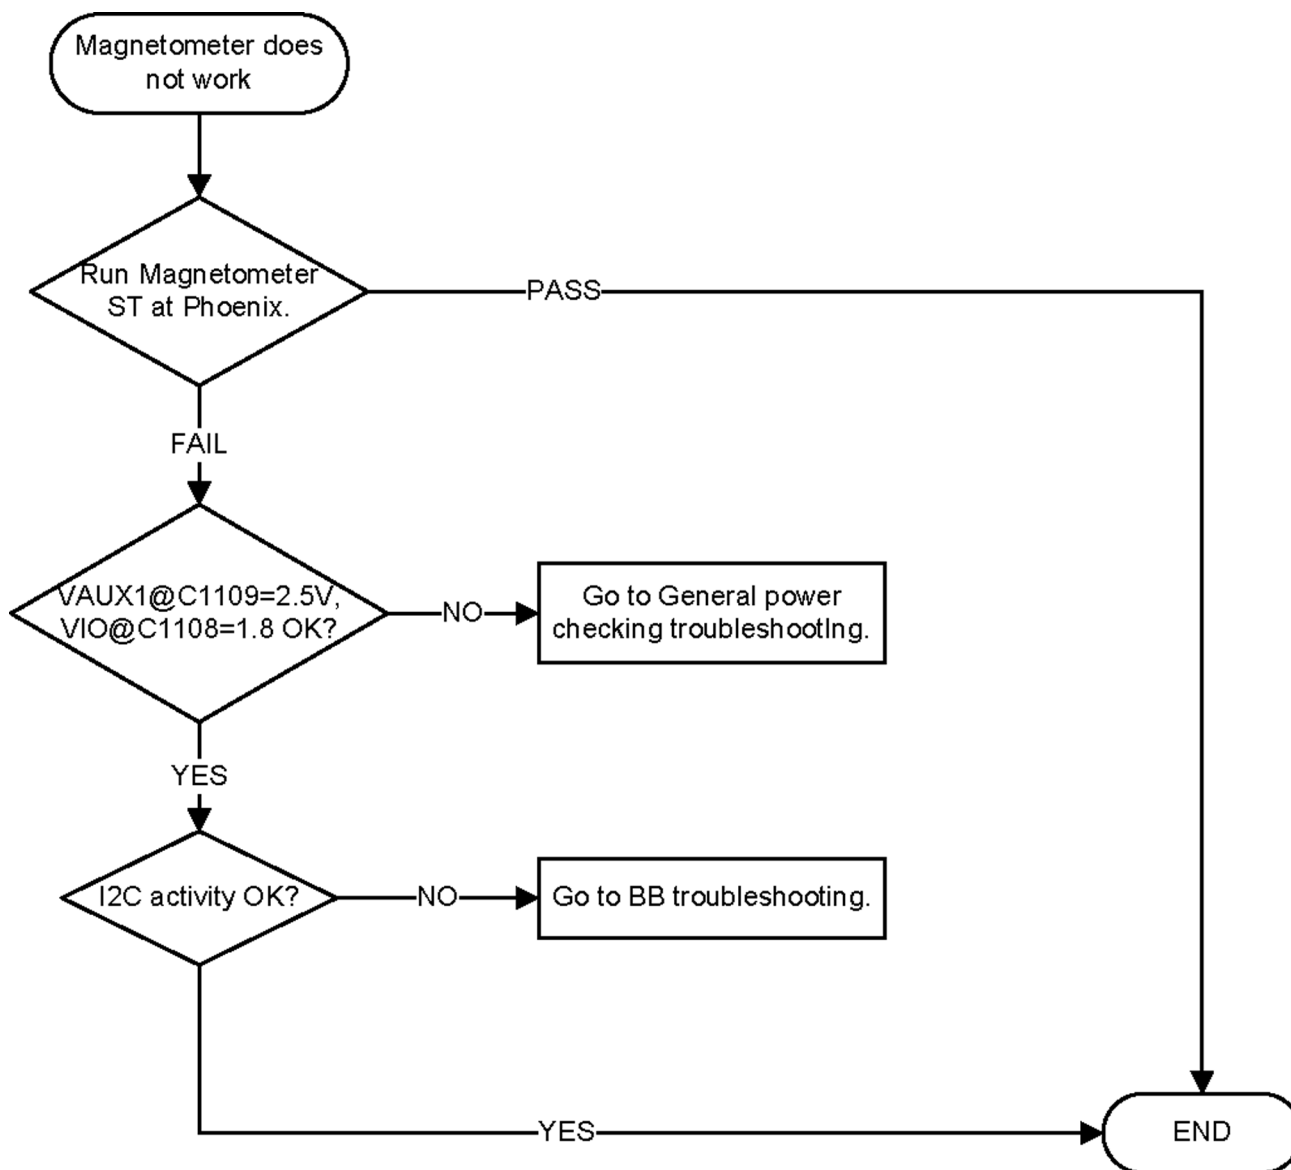 Magnetometer does
not work
Run Magnetometer
ST at Phoenix.
PASS
FAIL
VAUX1@C1109=2.5V,
VIO@C1108=1.8 OK?
NO
Go to General power
checking troubleshootIng.
YES
I2C activity OK?
NO
Go to BB troubleshooting.
YES
END